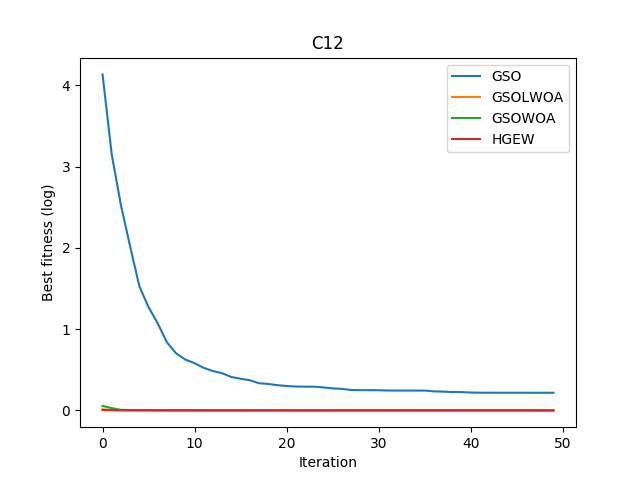 C12
Best fitness (log)
4
3
2
1
0
GSO
GSOLWOA
GSOWOA
HGEW
0 10 20 30 40 50
Iteration